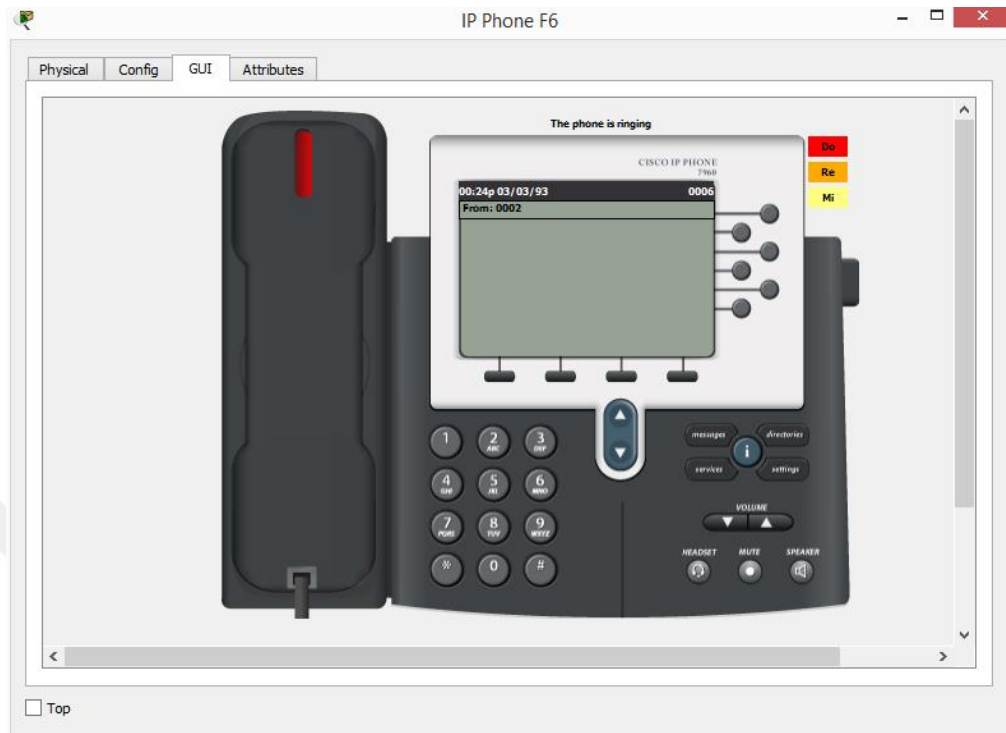 IP Phone F6
Physical Config GUI Attributes
The phone is ringing
CISCO IP PHONE
7960
Do
Re
Mi
00:24p 03/03/93 0006
From: 0002
1 2 3
ABC DEF
4 5 6
GHI JKL MNO
7 8 9
PQRS TUV WXYZ
* 0 #
messages directories
i
services settings
VOLUME
HEADSET MUTE SPEAKER
Top